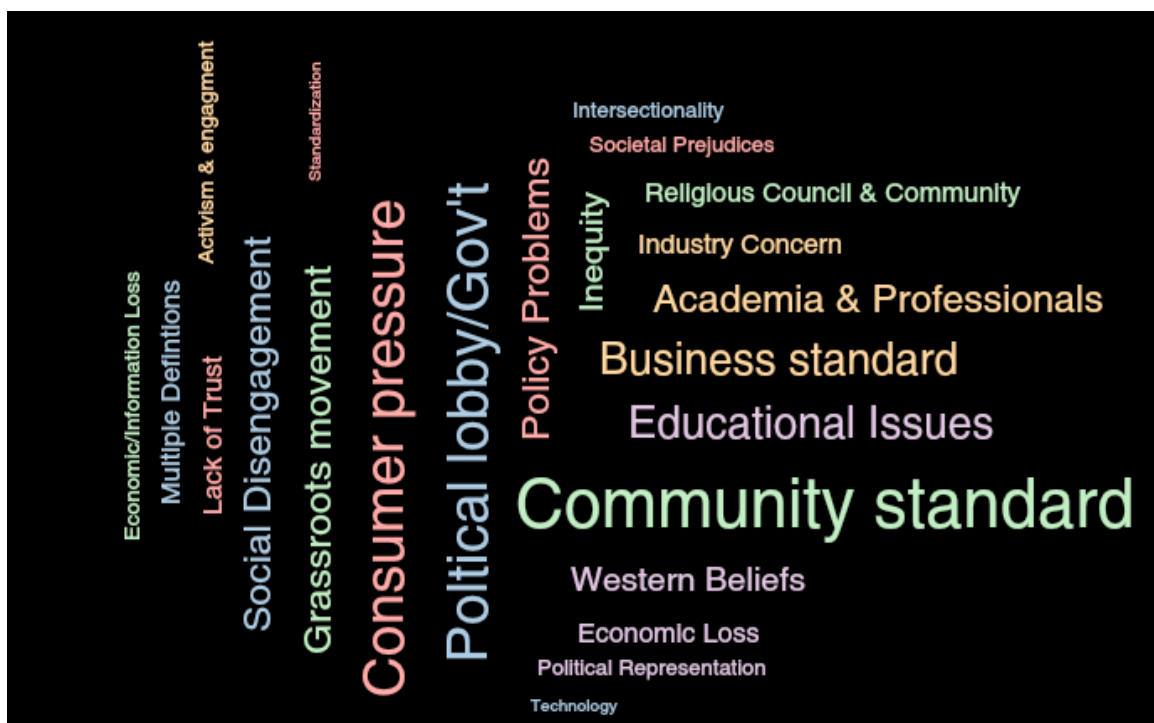 Economic/Information Loss
Multiple Defintions
Activism & engagment
Lack of Trust
Social Disengagement
Standardization
Grassroots movement
Consumer pressure
Poltical lobby/Gov't
Policy Problems
Inequity
Intersectionality
Societal Prejudices
Religious Council & Community
Industry Concern
Academia & Professionals
Business standard
Educational Issues
Community standard
Western Beliefs
Economic Loss
Political Representation
Technology